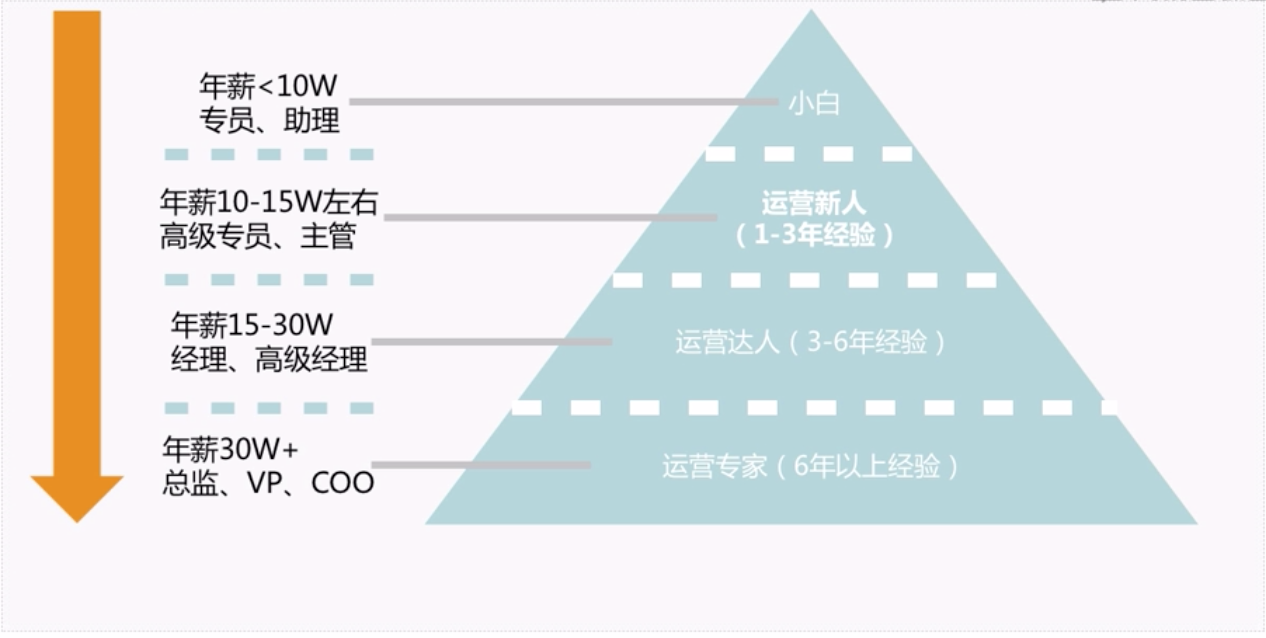 年薪<10W
专员、助理
小白
年薪10-15W左右
高级专员、主管
运营新人
（1-3年经验）
年薪15-30W
经理、高级经理
运营达人（3-6年经验）
年薪30W+
总监、VP、COO
运营专家（6年以上经验）